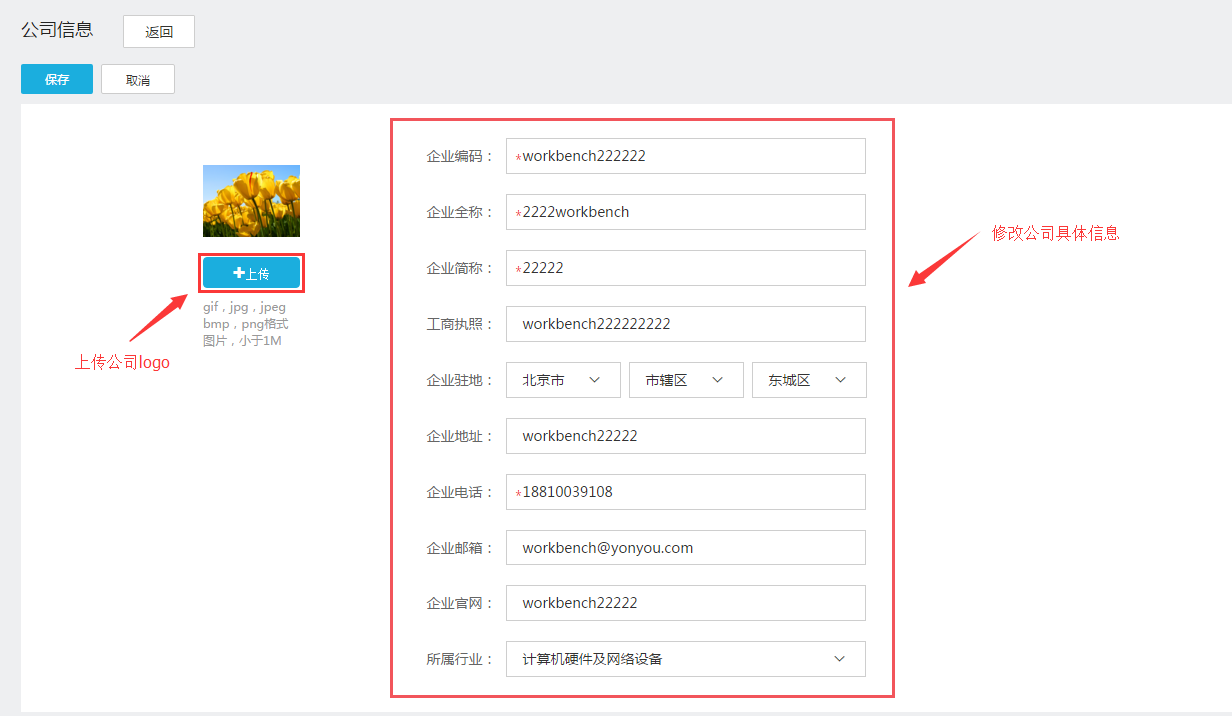 公司信息
返回
保存
取消
+上传
gif，jpg，jpeg
bmp，png格式
图片，小于1M
上传公司logo
企业编码： *workbench222222
企业全称： *2222workbench
企业简称： *22222
工商执照： workbench222222222
企业驻地： 北京市 市辖区 东城区
企业地址： workbench22222
企业电话： *18810039108
企业邮箱： workbench@yonyou.com
企业官网： workbench22222
所属行业： 计算机硬件及网络设备
修改公司具体信息